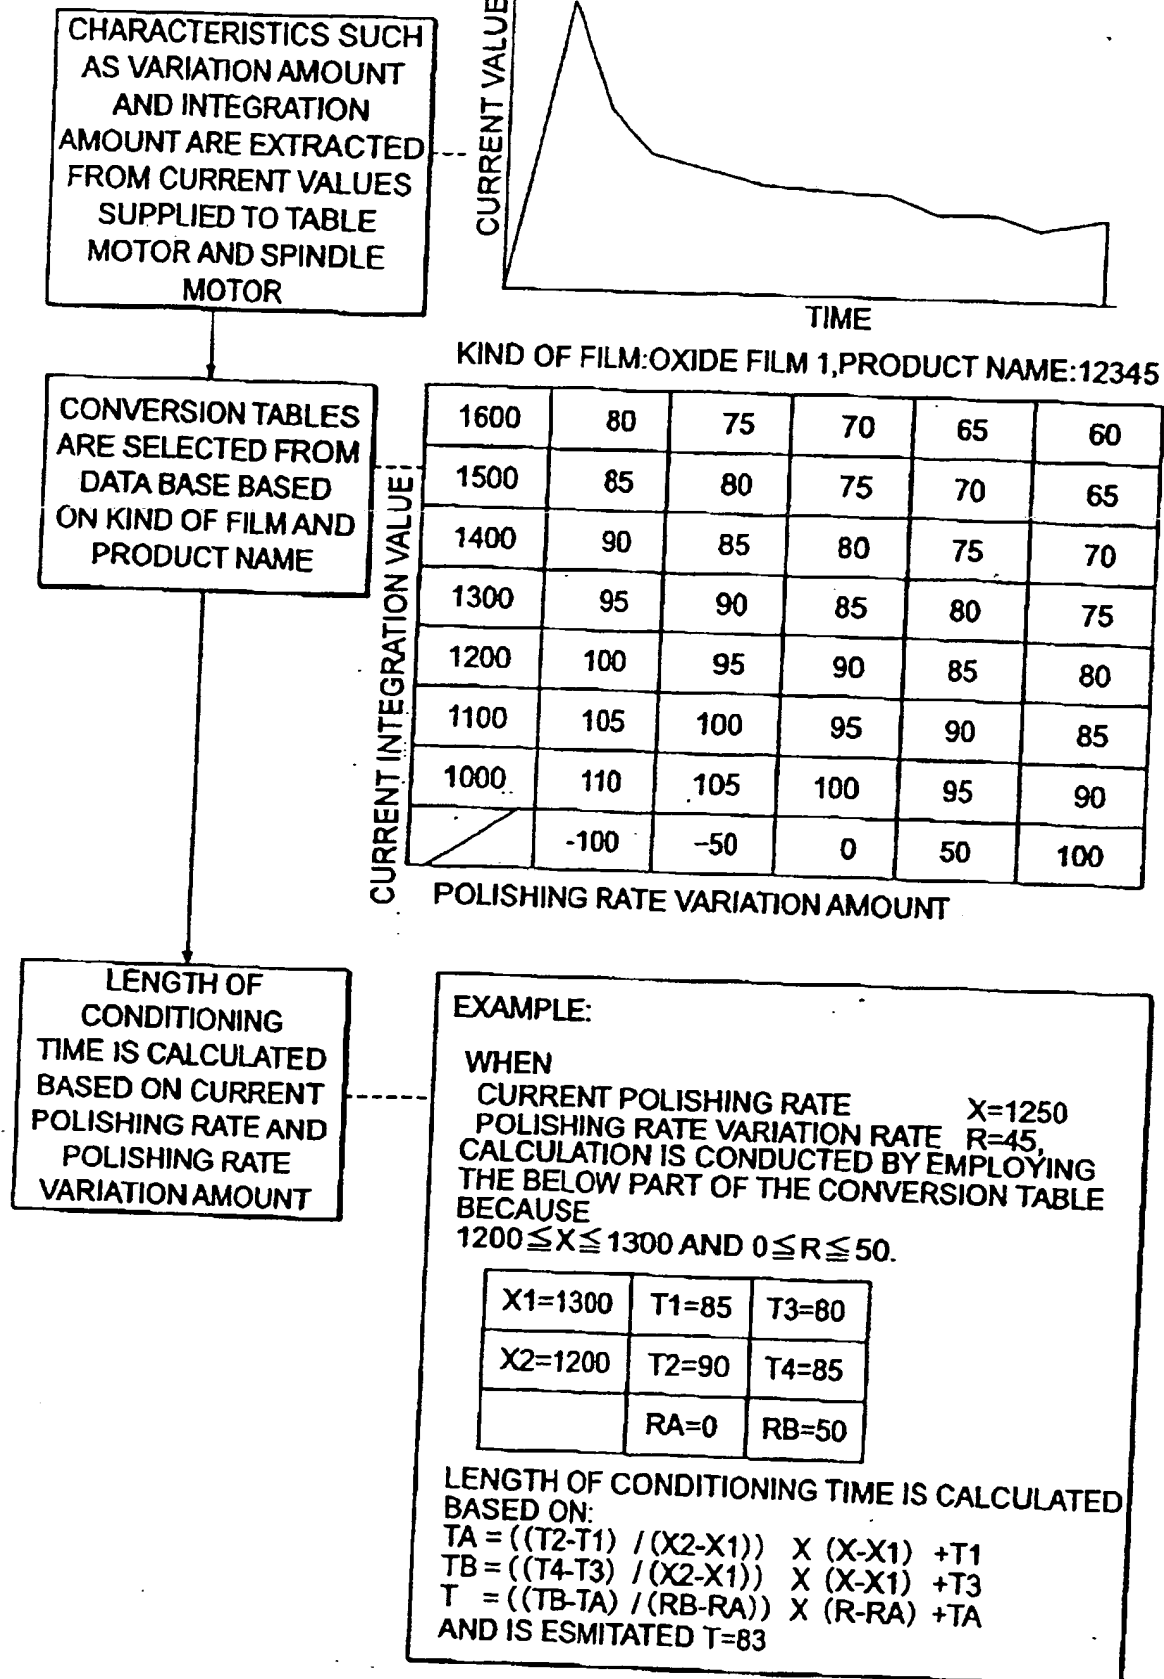 CHARACTERISTICS SUCH
AS VARIATION AMOUNT
AND INTEGRATION
AMOUNT ARE EXTRACTED
FROM CURRENT VALUES
SUPPLIED TO TABLE
MOTOR AND SPINDLE
MOTOR
CURRENT VALUE
TIME
CONVERSION TABLES
ARE SELECTED FROM
DATA BASE BASED
ON KIND OF FILM AND
PRODUCT NAME
KIND OF FILM:OXIDE FILM 1,PRODUCT NAME:12345
CURRENT INTEGRATION VALUE
1600 80 75 70 65 60
1500 85 80 75 70 65
1400 90 85 80 75 70
1300 95 90 85 80 75
1200 100 95 90 85 80
1100 105 100 95 90 85
1000 110 105 100 95 90
-100 -50 0 50 100
POLISHING RATE VARIATION AMOUNT
LENGTH OF
CONDITIONING
TIME IS CALCULATED
BASED ON CURRENT
POLISHING RATE AND
POLISHING RATE
VARIATION AMOUNT
EXAMPLE:
WHEN
CURRENT POLISHING RATE X=1250
POLISHING RATE VARIATION RATE R=45,
CALCULATION IS CONDUCTED BY EMPLOYING
THE BELOW PART OF THE CONVERSION TABLE
BECAUSE
1200≦X≦1300 AND 0≦R≦50.
X1=1300 T1=85 T3=80
X2=1200 T2=90 T4=85
RA=0 RB=50
LENGTH OF CONDITIONING TIME IS CALCULATED
BASED ON:
TA = ((T2-T1) /(X2-X1)) X (X-X1) +T1
TB = ((T4-T3) /(X2-X1)) X (X-X1) +T3
T = ((TB-TA) /(RB-RA)) X (R-RA) +TA
AND IS ESMITATED T=83